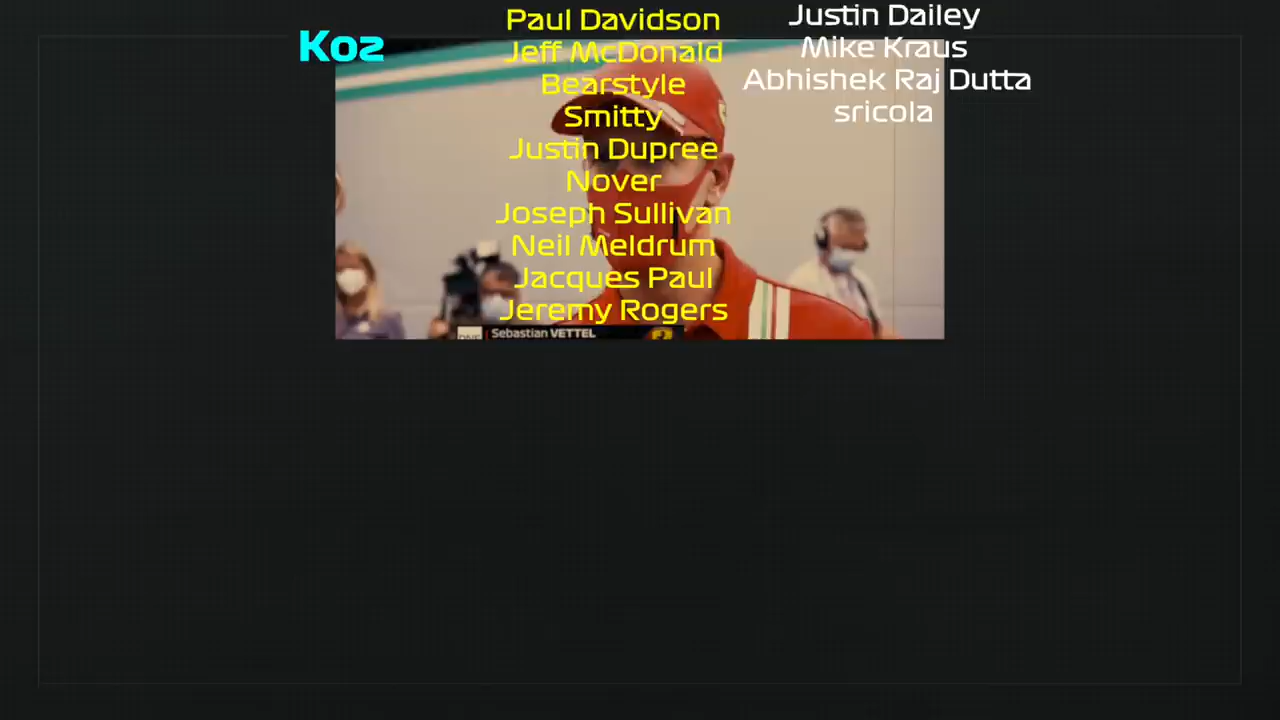 Koz
Paul Davidson
Jeff McDonald
Bearstyle
Smitty
Justin Dupree
Nover
Joseph Sullivan
Neil Meldrum
Jacques Paul
Jeremy Rogers
Justin Dailey
Mike Kraus
Abhishek Raj Dutta
sricola
Sebastian VETTEL